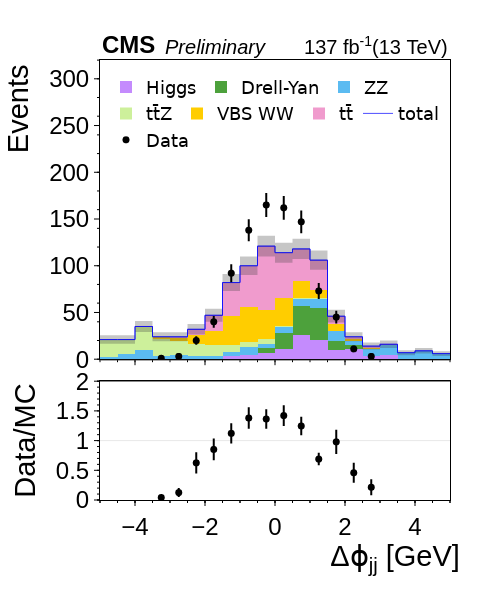 CMS Preliminary 137 fb⁻¹(13 TeV)
Events
300
250
200
150
100
50
0
Higgs Drell-Yan ZZ
tt̄Z VBS WW tt̄ total
Data
Data/MC
2
1.5
1
0.5
0
−4 −2 0 2 4
Δϕjj [GeV]